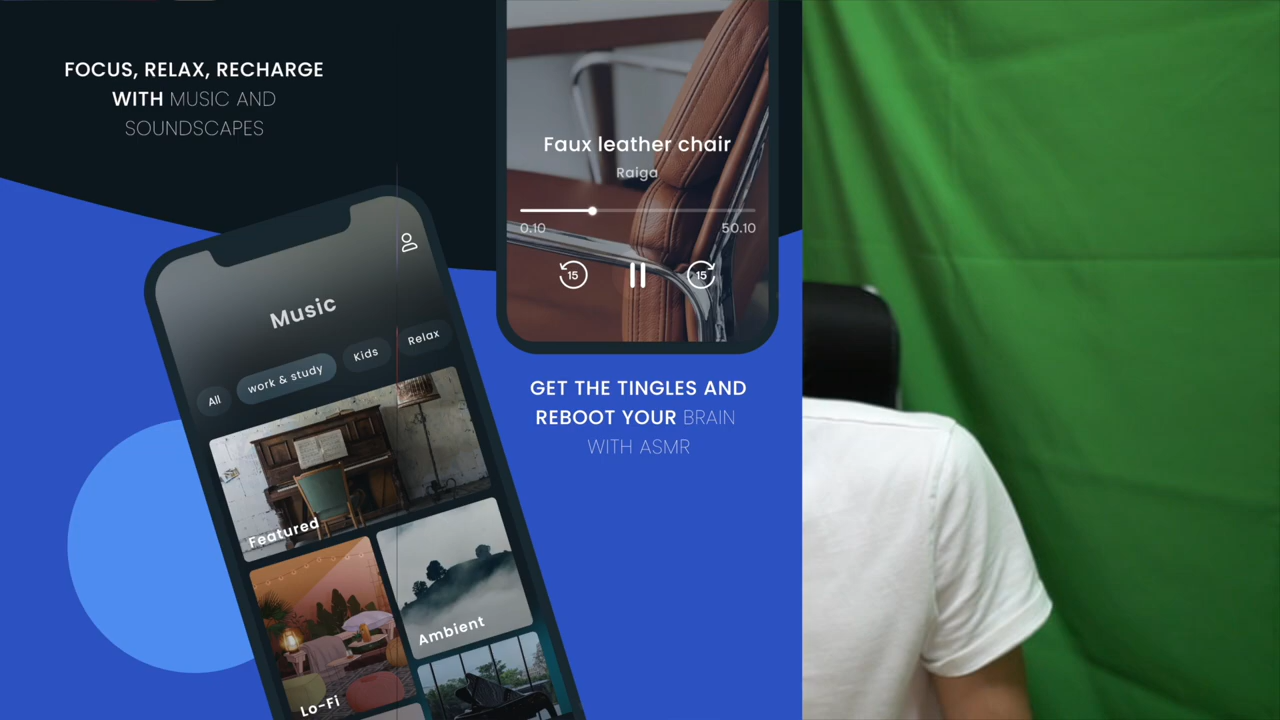 FOCUS, RELAX, RECHARGE
WITH MUSIC AND
SOUNDSCAPES
Music
All
work & study
Kids
Relax
Featured
Lo-Fi
Ambient
Faux leather chair
Raiga
0.10
50.10
15
15
GET THE TINGLES AND
REBOOT YOUR BRAIN
WITH ASMR